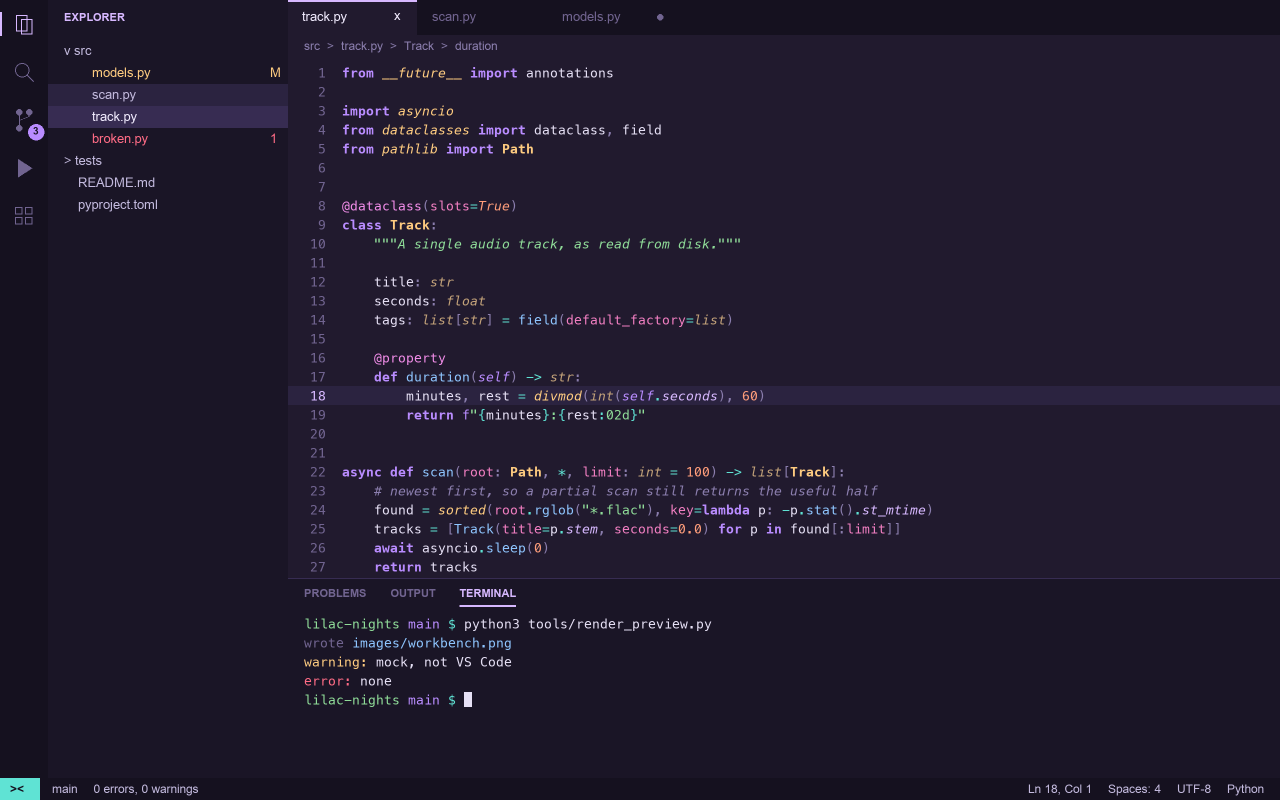 EXPLORER
v src
models.py M
scan.py
track.py
broken.py 1
> tests
README.md
pyproject.toml
3
track.py x scan.py models.py ●
src > track.py > Track > duration
1 from __future__ import annotations
2
3 import asyncio
4 from dataclasses import dataclass, field
5 from pathlib import Path
6
7
8 @dataclass(slots=True)
9 class Track:
10     """A single audio track, as read from disk."""
11
12     title: str
13     seconds: float
14     tags: list[str] = field(default_factory=list)
15
16     @property
17     def duration(self) -> str:
18         minutes, rest = divmod(int(self.seconds), 60)
19         return f"{minutes}:{rest:02d}"
20
21
22 async def scan(root: Path, *, limit: int = 100) -> list[Track]:
23     # newest first, so a partial scan still returns the useful half
24     found = sorted(root.rglob("*.flac"), key=lambda p: -p.stat().st_mtime)
25     tracks = [Track(title=p.stem, seconds=0.0) for p in found[:limit]]
26     await asyncio.sleep(0)
27     return tracks
PROBLEMS OUTPUT TERMINAL
lilac-nights main $ python3 tools/render_preview.py
wrote images/workbench.png
warning: mock, not VS Code
error: none
lilac-nights main $
>< main 0 errors, 0 warnings Ln 18, Col 1 Spaces: 4 UTF-8 Python